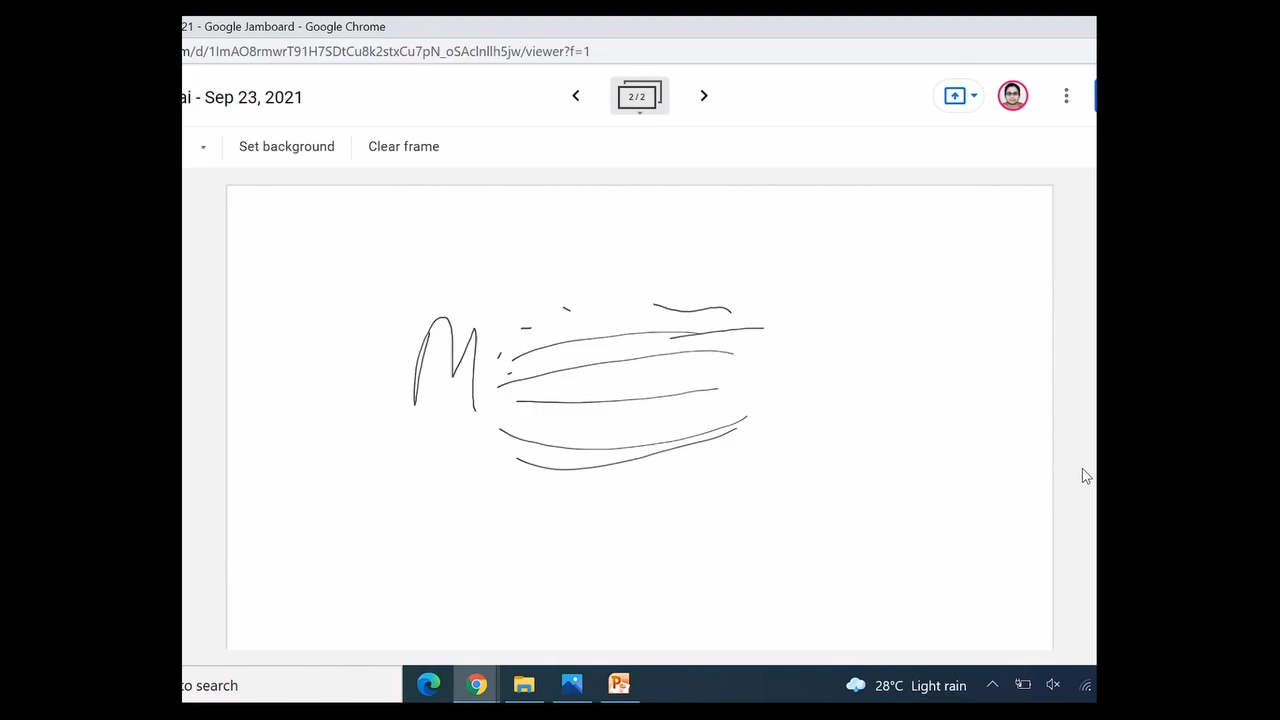 21 - Google Jamboard - Google Chrome
m/d/1ImAO8rmwrT91H7SDtCu8k2stxCu7pN_oSAclnllh5jw/viewer?f=1
ai - Sep 23, 2021
2 / 2
Set background
Clear frame
M
to search
28°C Light rain